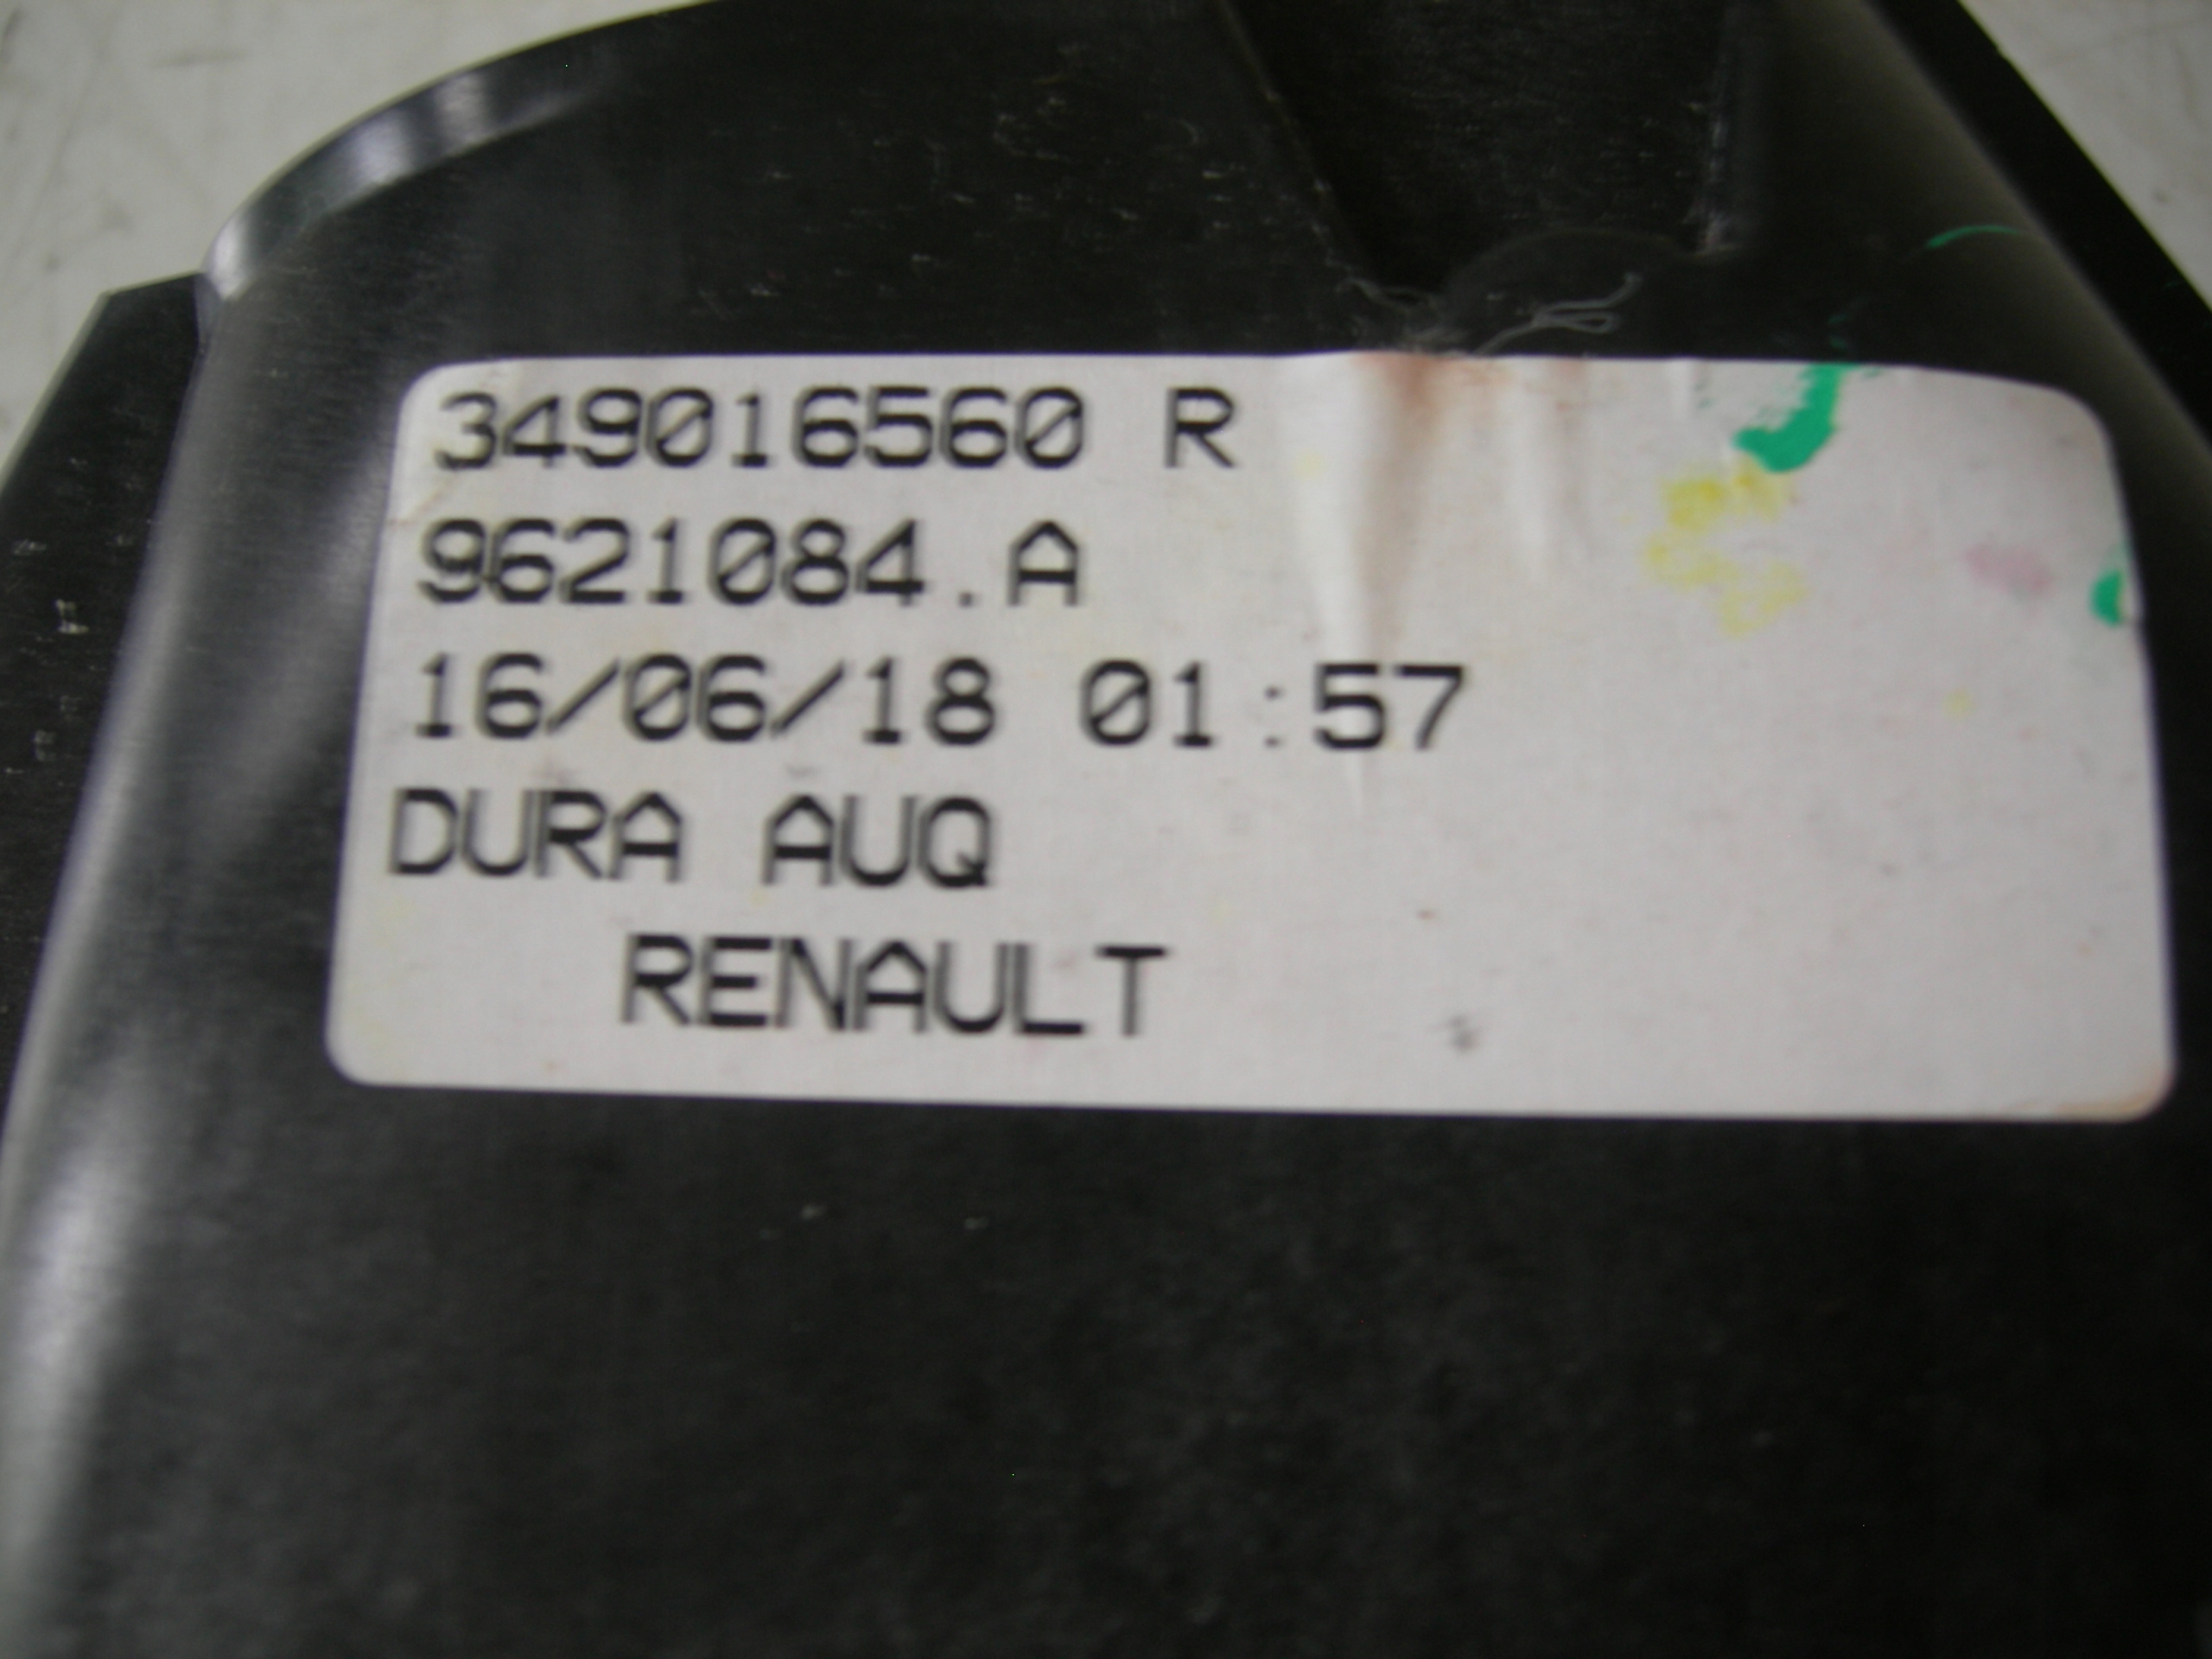 349016560 R
9621084.A
16/06/18 01:57
DURA AUQ
RENAULT